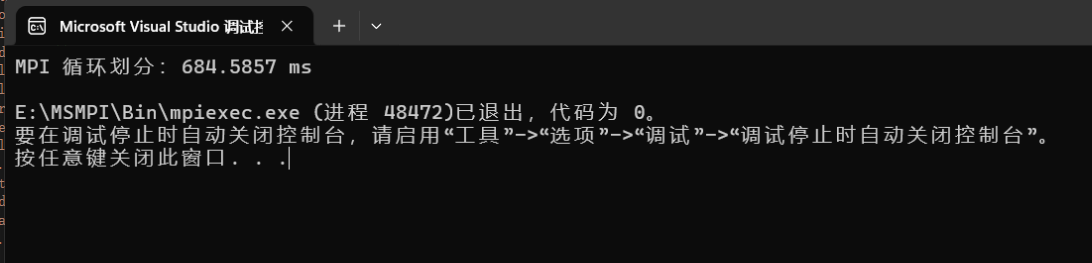 Microsoft Visual Studio 调试控
MPI 循环划分: 684.5857 ms
E:\MSMPI\Bin\mpiexec.exe (进程 48472)已退出，代码为 0。
要在调试停止时自动关闭控制台，请启用“工具”->“选项”->“调试”->“调试停止时自动关闭控制台”。
按任意键关闭此窗口. . .